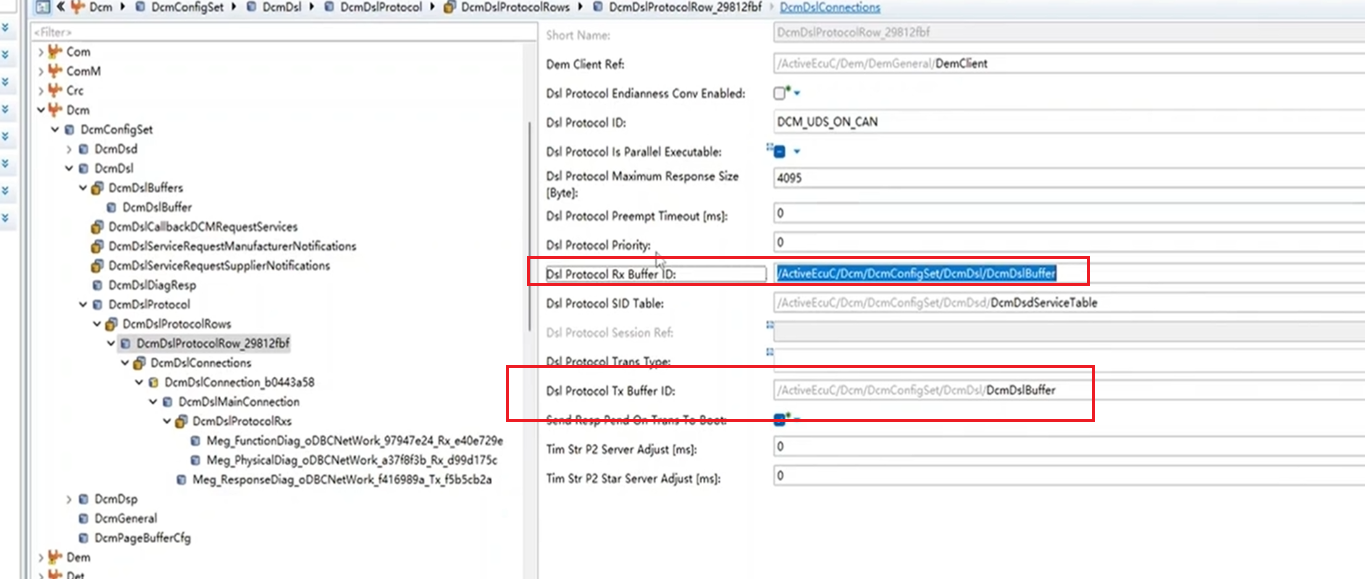 Dcm DcmConfigSet DcmDsl DcmDslProtocol DcmDslProtocolRows DcmDslProtocolRow_29812fbf DcmDslConnections
<Filter>
Com
ComM
Crc
Dcm
DcmConfigSet
DcmDsd
DcmDsl
DcmDslBuffers
DcmDslBuffer
DcmDslCallbackDCMRequestServices
DcmDslServiceRequestManufacturerNotifications
DcmDslServiceRequestSupplierNotifications
DcmDslDiagResp
DcmDslProtocol
DcmDslProtocolRows
DcmDslProtocolRow_29812fbf
DcmDslConnections
DcmDslConnection_b0443a58
DcmDslMainConnection
DcmDslProtocolRxs
Meg_FunctionDiag_oDBCNetWork_97947e24_Rx_e40e729e
Meg_PhysicalDiag_oDBCNetWork_a37f8f3b_Rx_d99d175c
Meg_ResponseDiag_oDBCNetWork_f416989a_Tx_f5b5cb2a
DcmDsp
DcmGeneral
DcmPageBufferCfg
Dem
Det
Short Name: DcmDslProtocolRow_29812fbf
Dem Client Ref: /ActiveEcuC/Dem/DemGeneral/DemClient
Dsl Protocol Endianness Conv Enabled:
Dsl Protocol ID: DCM_UDS_ON_CAN
Dsl Protocol Is Parallel Executable:
Dsl Protocol Maximum Response Size
[Byte]: 4095
Dsl Protocol Preempt Timeout [ms]: 0
Dsl Protocol Priority: 0
Dsl Protocol Rx Buffer ID: /ActiveEcuC/Dcm/DcmConfigSet/DcmDsl/DcmDslBuffer
Dsl Protocol SID Table: /ActiveEcuC/Dcm/DcmConfigSet/DcmDsd/DcmDsdServiceTable
Dsl Protocol Session Ref:
Dsl Protocol Trans Type:
Dsl Protocol Tx Buffer ID: /ActiveEcuC/Dcm/DcmConfigSet/DcmDsl/DcmDslBuffer
Send Resp Pend On Trans To Boot:
Tim Str P2 Server Adjust [ms]: 0
Tim Str P2 Star Server Adjust [ms]: 0